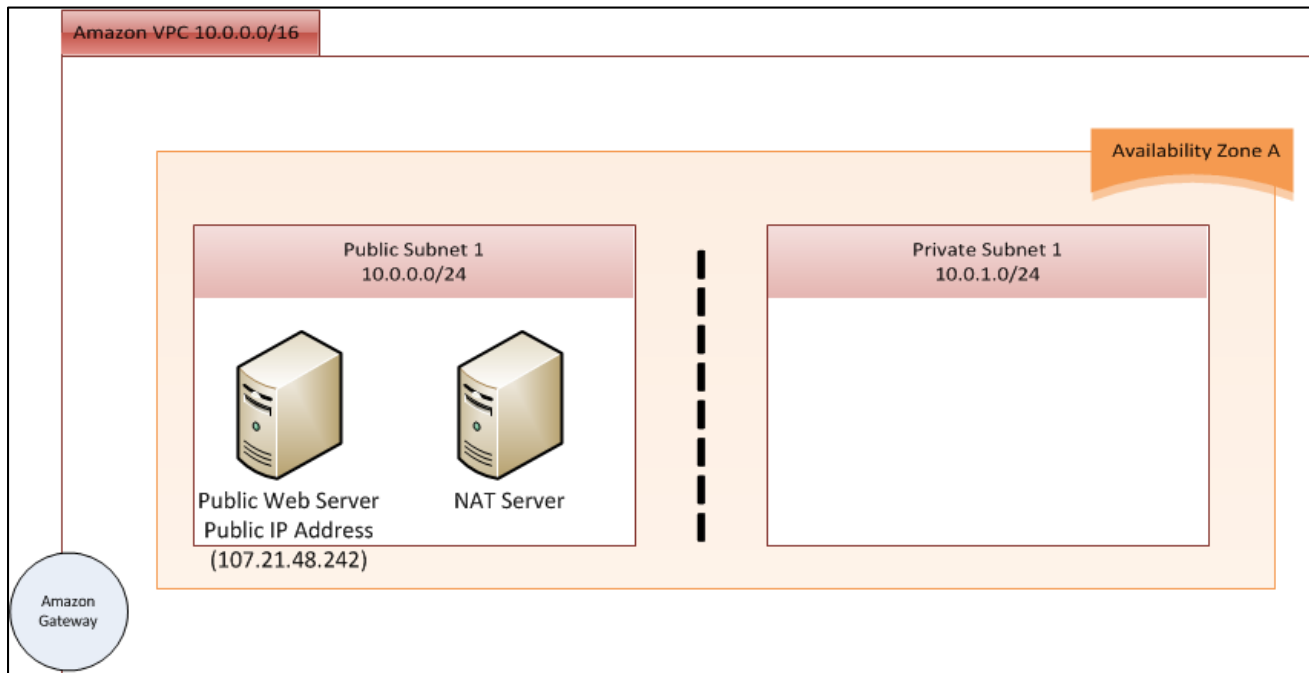 Amazon VPC 10.0.0.0/16
Availability Zone A
Public Subnet 1
10.0.0.0/24
Private Subnet 1
10.0.1.0/24
Public Web Server
Public IP Address
(107.21.48.242)
NAT Server
Amazon
Gateway